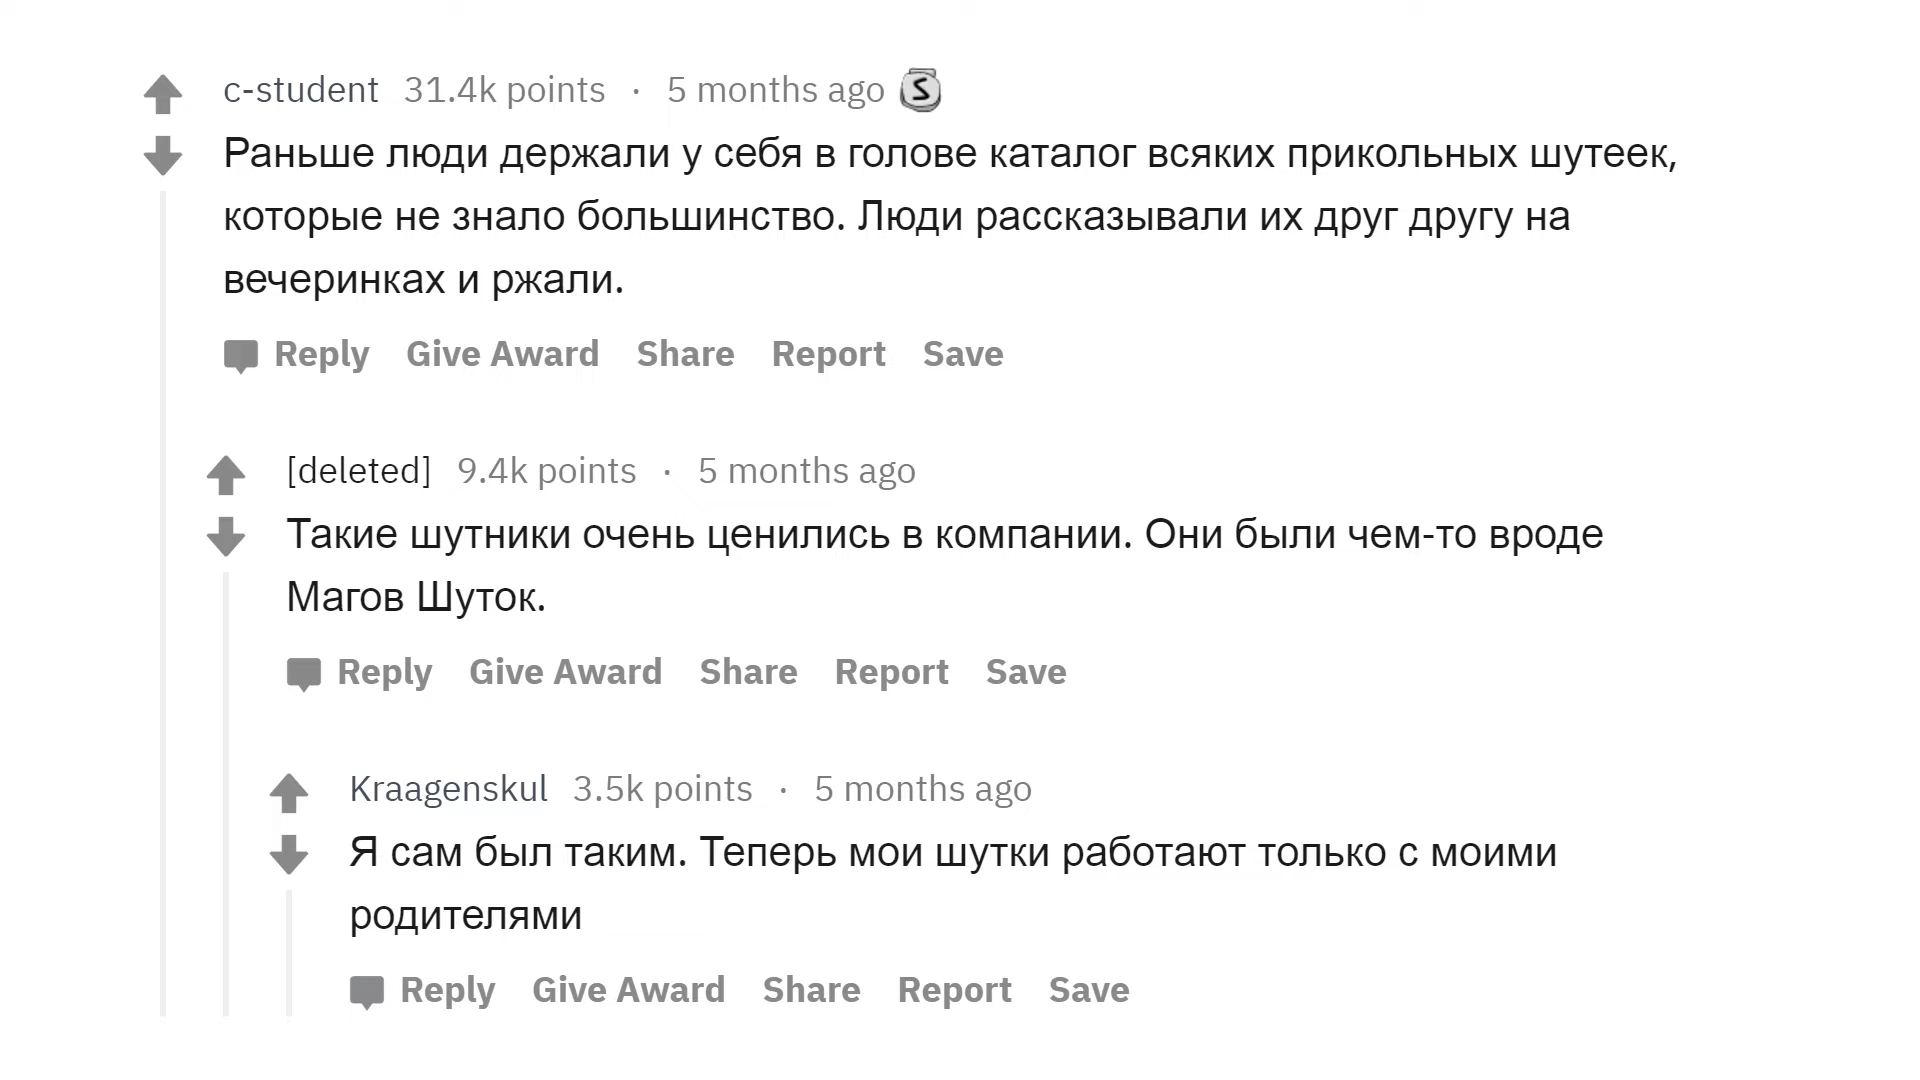 c-student 31.4k points · 5 months ago S
Раньше люди держали у себя в голове каталог всяких прикольных шутеек,
которые не знало большинство. Люди рассказывали их друг другу на
вечеринках и ржали.
Reply Give Award Share Report Save
[deleted] 9.4k points · 5 months ago
Такие шутники очень ценились в компании. Они были чем-то вроде
Магов Шуток.
Reply Give Award Share Report Save
Kraagenskul 3.5k points · 5 months ago
Я сам был таким. Теперь мои шутки работают только с моими
родителями
Reply Give Award Share Report Save